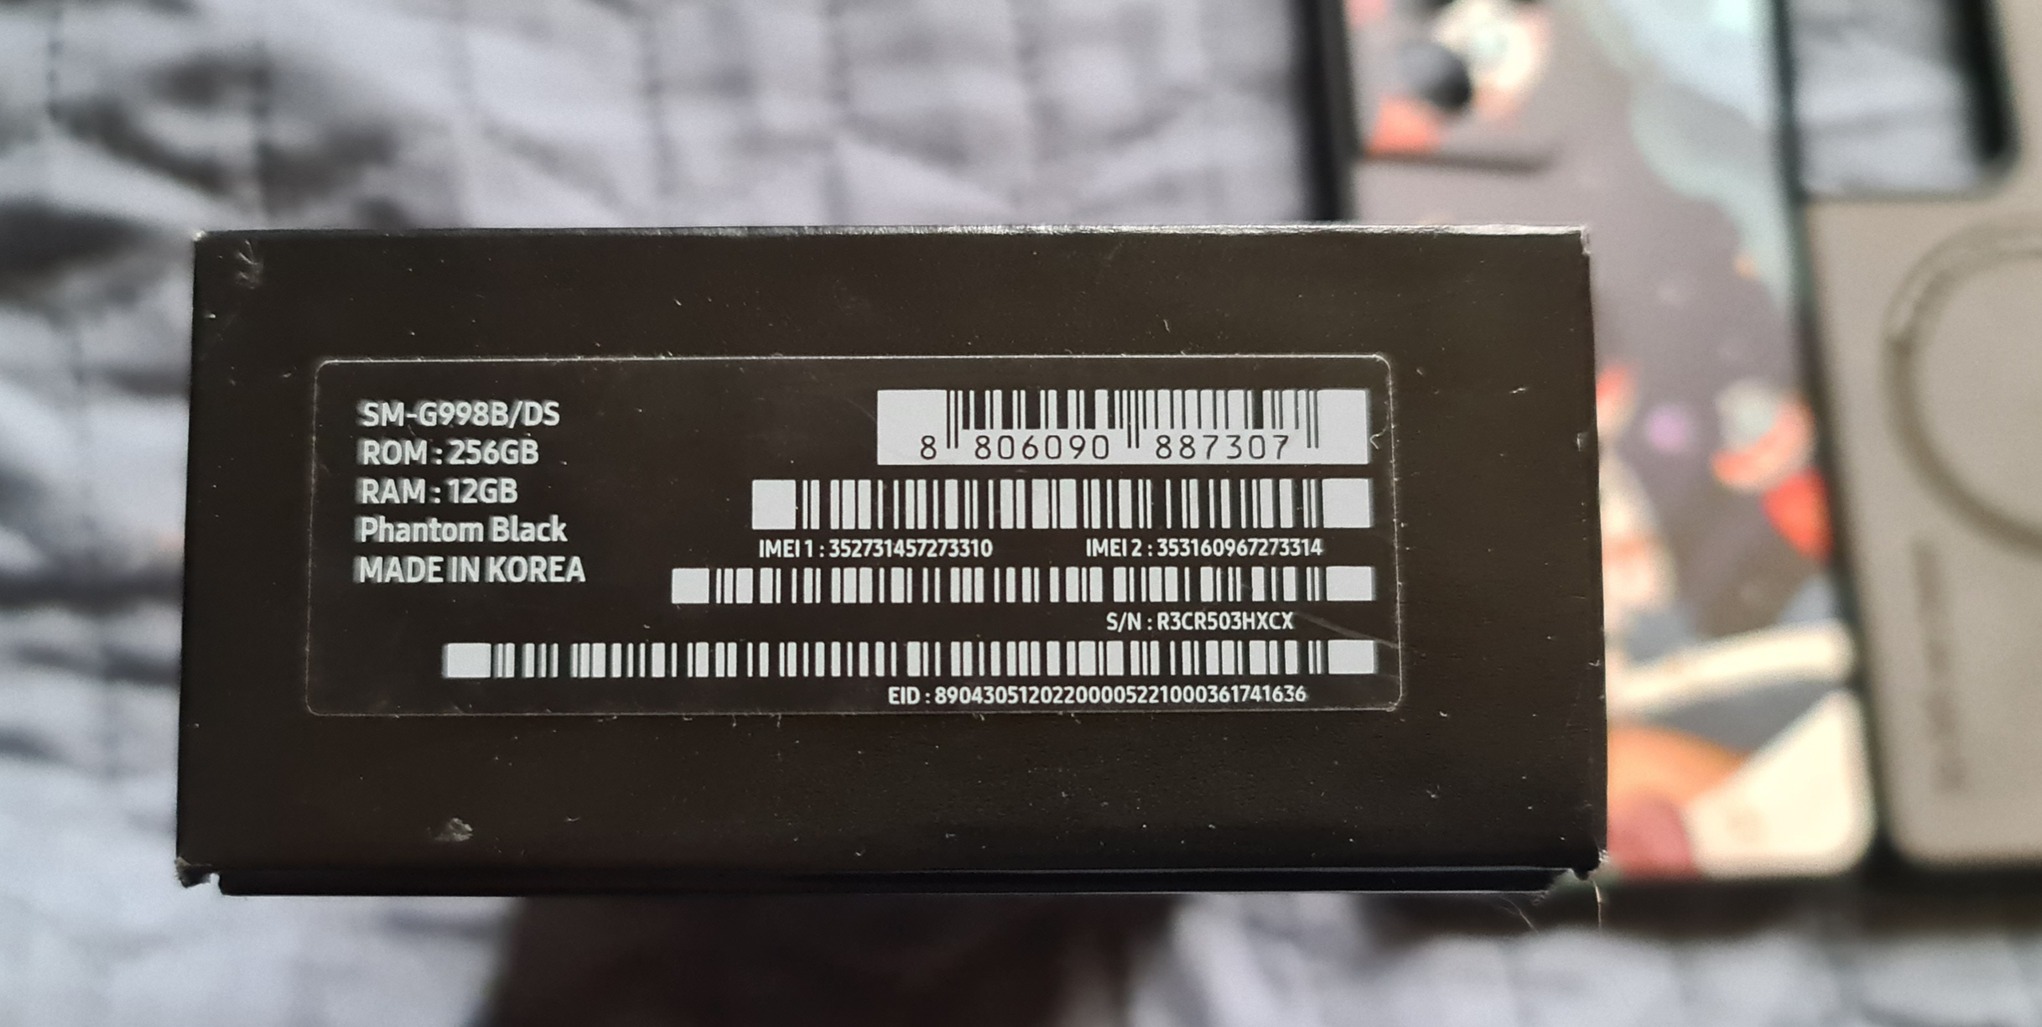 SM-G998B/DS
ROM : 256GB
RAM : 12GB
Phantom Black
MADE IN KOREA
8 806090 887307
IMEI 1 : 352731457273310 IMEI 2 : 353160967273314
S/N : R3CR503HXCX
EID : 89043051202200005221000361741636